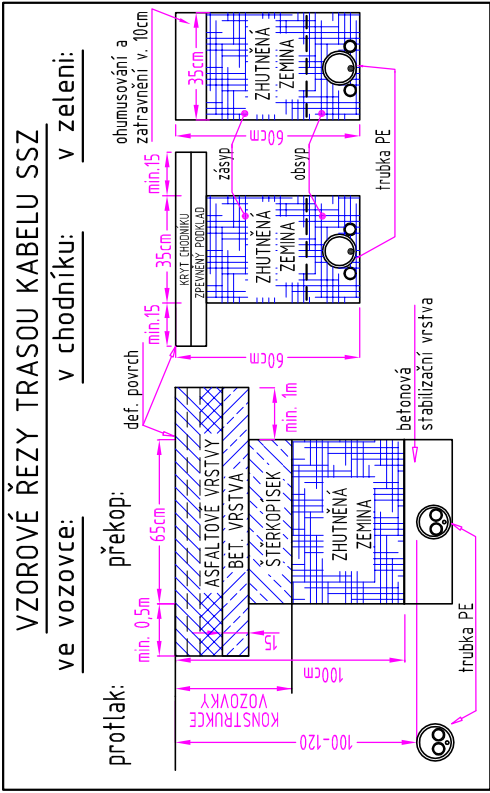 VZOROVÉ ŘEZY TRASOU KABELU SSZ
ve vozovce:
v chodníku:
v zeleni:
protlak:
překop:
def. povrch
ohumusování a
zatravnění v. 10cm
min. 0,5m
65cm
ASFALTOVÉ VRSTVY
BET. VRSTVA
ŠTĚRKOPÍSEK
ZHUTNĚNÁ
ZEMINA
min. 1m
15
100cm
KONSTRUKCE
VOZOVKY
100-120
betonová
stabilizační vrstva
trubka PE
min.15
35cm
min.15
KRYT CHODNÍKU
ZPEVNĚNÝ PODKLAD
ZHUTNĚNÁ
ZEMINA
60cm
zásyp
obsyp
35cm
ZHUTNĚNÁ
ZEMINA
60cm
trubka PE